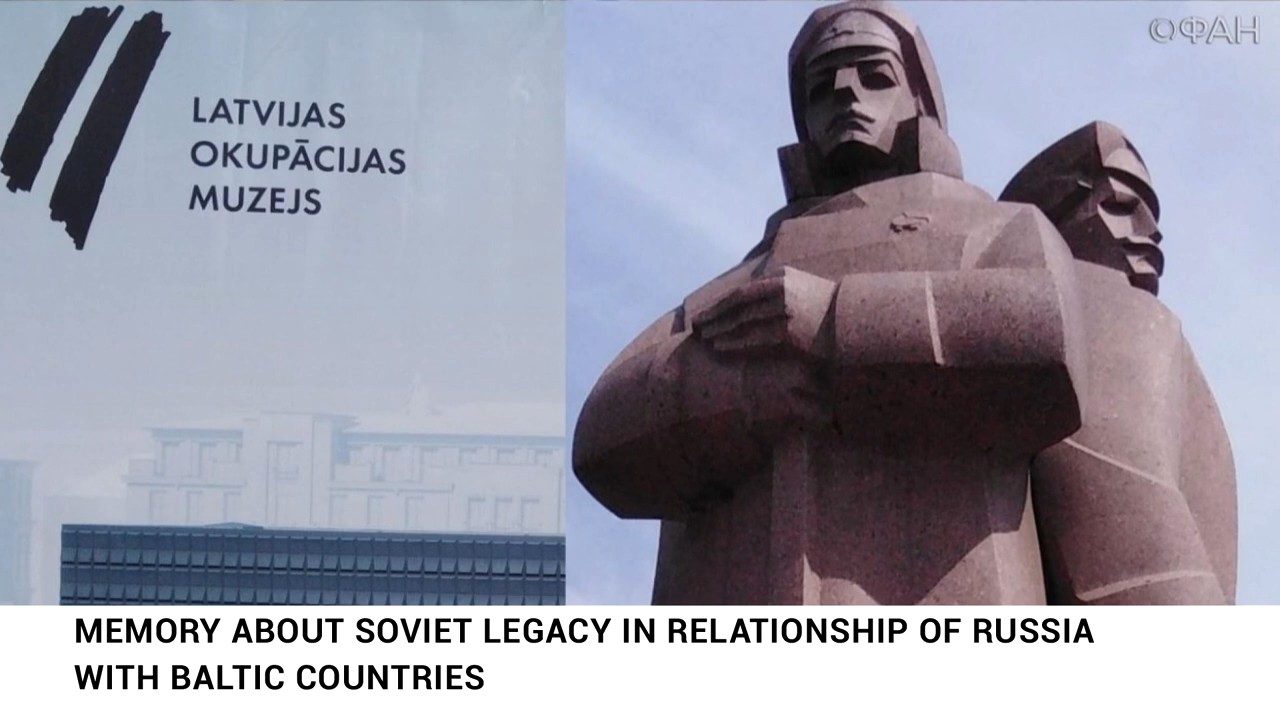 LATVIJAS
OKUPĀCIJAS
MUZEJS
©ФАН
MEMORY ABOUT SOVIET LEGACY IN RELATIONSHIP OF RUSSIA
WITH BALTIC COUNTRIES